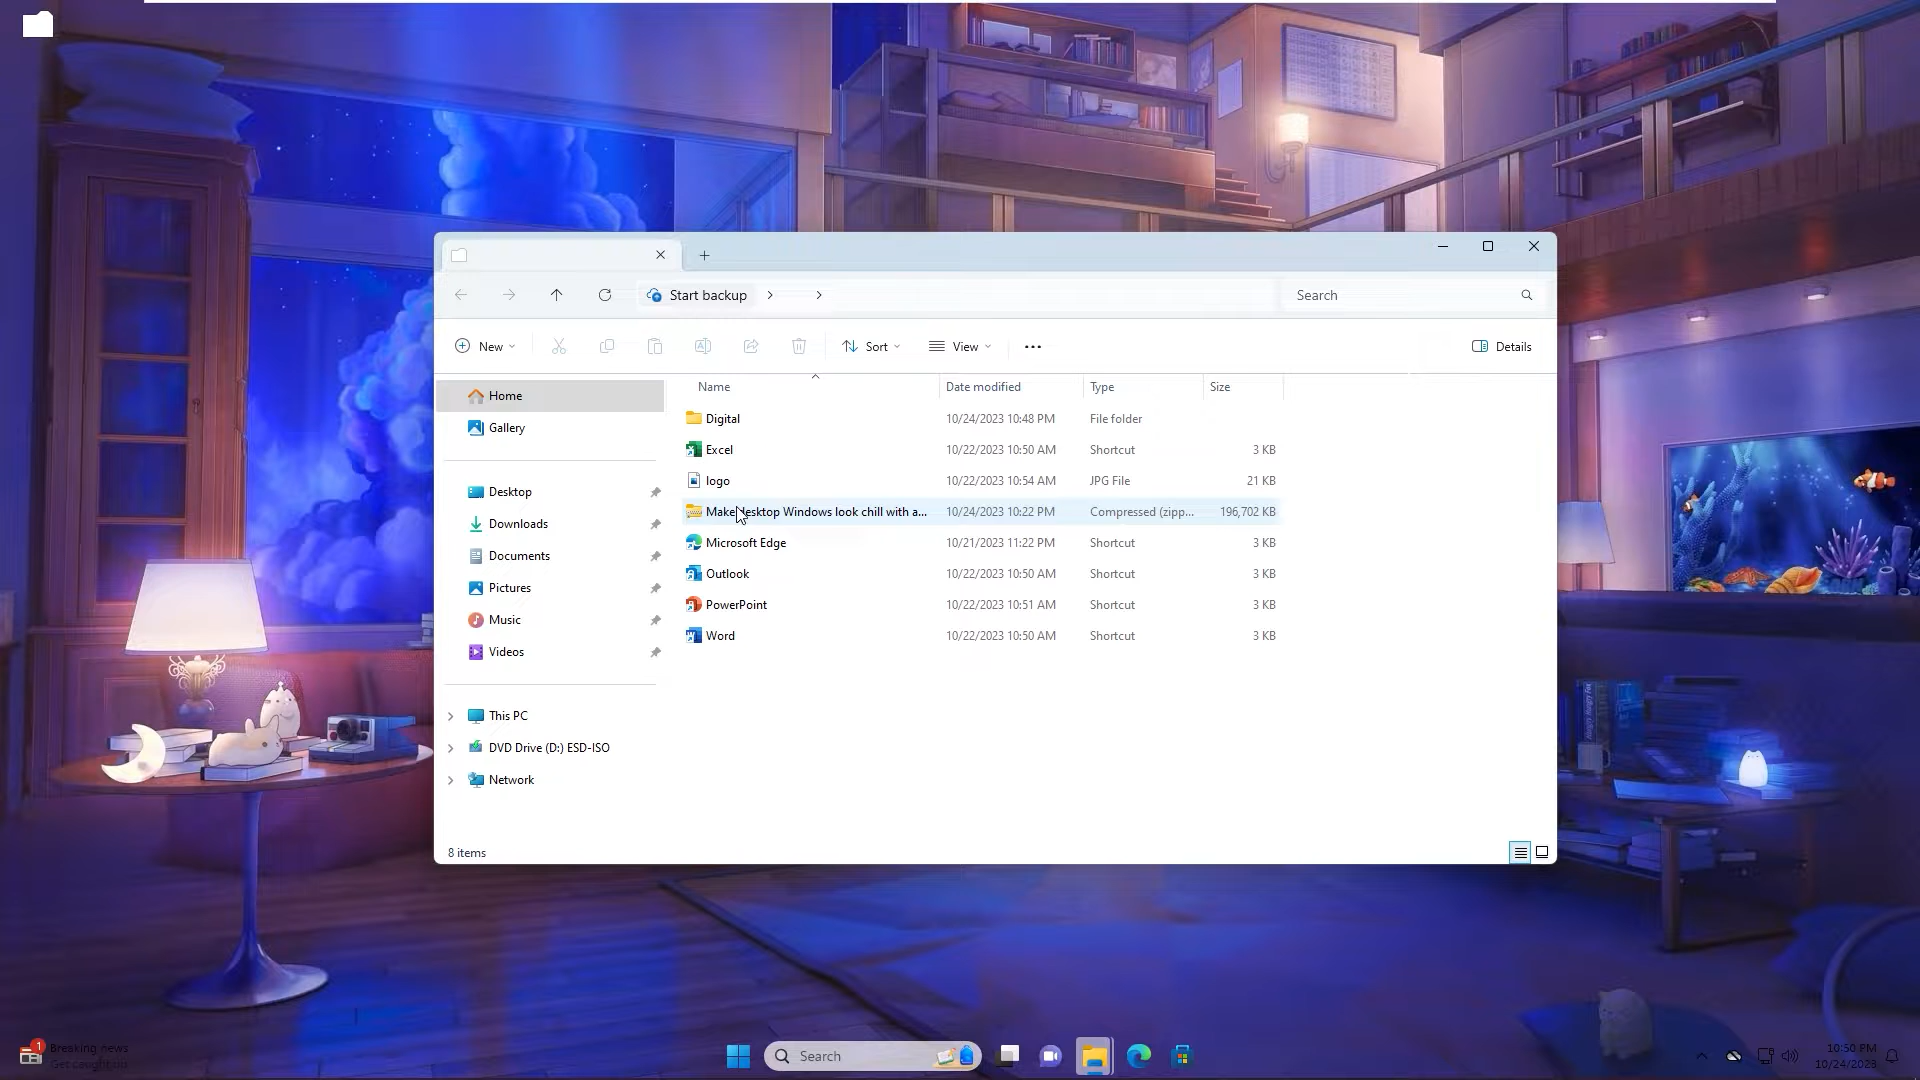 Start backup
Search
New
Sort
View
Details
Name
Date modified
Type
Size
Home
Gallery
Desktop
Downloads
Documents
Pictures
Music
Videos
This PC
DVD Drive (D:) ESD-ISO
Network
Digital 10/24/2023 10:48 PM File folder
Excel 10/22/2023 10:50 AM Shortcut 3 KB
logo 10/22/2023 10:54 AM JPG File 21 KB
Make desktop Windows look chill with a... 10/24/2023 10:22 PM Compressed (zipp... 196,702 KB
Microsoft Edge 10/21/2023 11:22 PM Shortcut 3 KB
Outlook 10/22/2023 10:50 AM Shortcut 3 KB
PowerPoint 10/22/2023 10:51 AM Shortcut 3 KB
Word 10/22/2023 10:50 AM Shortcut 3 KB
8 items
1
Breaking news
Get caught up
Search
10:50 PM
10/24/2023